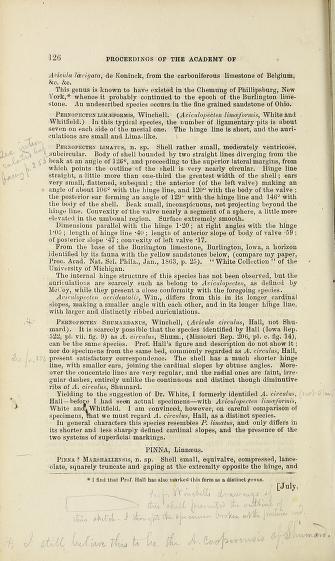 126 PROCEEDINGS OF THE ACADEMY OF
Avicula lævigata, de Koninck, from the carboniferous limestone of Belgium,
&c. &c.
This genus is known to have existed in the Chemung of Phillipsburg, New
York,* whence it probably continued to the epoch of the Burlington lime-
stone. An undescribed species occurs in the fine grained sandstone of Ohio.
PERNOPECTEN LIMÆFORMIS, Winchell. (Aviculopecten limæformis, White and
Whitfield.) In this typical species, the number of ligamentary pits is about
seven on each side of the mesial one. The hinge line is short, and the auri-
culations are small and Lima-like.
PERNOPECTEN LIMATUS, n. sp. Shell rather small, moderately ventricose,
subcircular. Body of shell bounded by two straight lines diverging from the
beak at an angle of 126°, and proceeding to the superior lateral margins, from
which points the outline of the shell is very nearly circular. Hinge line
straight, a little more than one-third the greatest width of the shell; ears
very small, flattened, subequal; the anterior (of the left valve) making an
angle of about 106° with the hinge line, and 120° with the body of the valve;
the posterior ear forming an angle of 129° with the hinge line and 146° with
the body of the shell. Beak small, inconspicuous, not projecting beyond the
hinge line. Convexity of the valve nearly a segment of a sphere, a little more
elevated in the umbonal region. Surface extremely smooth.
Dimensions parallel with the hinge 1·20; at right angles with the hinge
1·05; length of hinge line ·40; length of anterior slope of body of valve ·59;
of posterior slope ·47; convexity of left valve ·17.
From the base of the Burlington limestone, Burlington, Iowa, a horizon
identified by its fauna with the yellow sandstones below, (compare my paper,
Proc. Acad. Nat. Sci. Phila., Jan., 1863, p. 25). "White Collection" of the
University of Michigan.
The internal hinge structure of this species has not been observed, but the
auriculations are scarcely such as belong to Aviculopecten, as defined by
McCoy, while they present a close conformity with the foregoing species.
Aviculopecten occidentalis, Win., differs from this in its longer cardinal
slopes, making a smaller angle with each other, and in its longer hinge line,
with larger and distinctly ribbed auriculations.
PERNOPECTEN SHUMARDANUS, Winchell, (Avicula circulus, Hall, not Shu-
mard). It is scarcely possible that the species identified by Hall (Iowa Rep.
522, pl. vii. fig. 9) as A. circulus, Shum., (Missouri Rep. 206, pl. c. fig. 14),
can be the same species. Prof. Hall's figure and description do not show it;
nor do specimens from the same bed, commonly regarded as A. circulus, Hall,
present satisfactory correspondence. The shell has a much shorter hinge
line, with smaller ears, joining the cardinal slopes by obtuse angles. More-
over the concentric lines are very regular, and the radial ones are faint, irre-
gular dashes, entirely unlike the continuous and distinct though diminutive
ribs of A. circulus, Shumard.
Yielding to the suggestion of Dr. White, I formerly identified A. circulus,
Hall—before I had seen actual specimens—with Aviculopecten limæformis,
White and Whitfield. I am convinced, however, on careful comparison of
specimens, that we must regard A. circulus, Hall, as a distinct species.
In general characters this species resembles P. limatus, and only differs in
its shorter and less sharply defined cardinal slopes, and the presence of the
two systems of superficial markings.
PINNA, Linnæus.
PINNA? MARSHALLENSIS, n. sp. Shell small, equivalve, compressed, lance-
olate, squarely truncate and gaping at the extremity opposite the hinge, and
* I find that Prof. Hall has also marked this form as a distinct genus.
[July,
I still believe this to be the A. cooperensis of Shumard